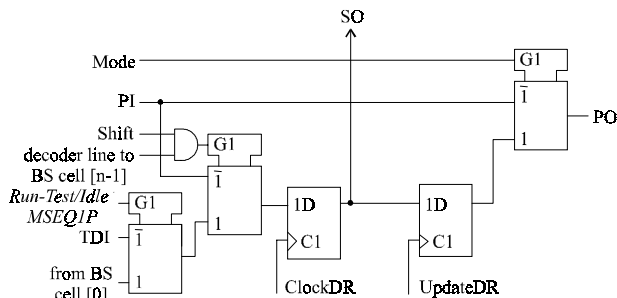 SO
Mode
G1
PI
1
1
PO
Shift
decoder line to
BS cell [n-1]
G1
1
1
Run-Test/Idle
MSEQ1P
G1
TDI
1
1
from BS
cell [0]
1D
C1
ClockDR
1D
C1
UpdateDR